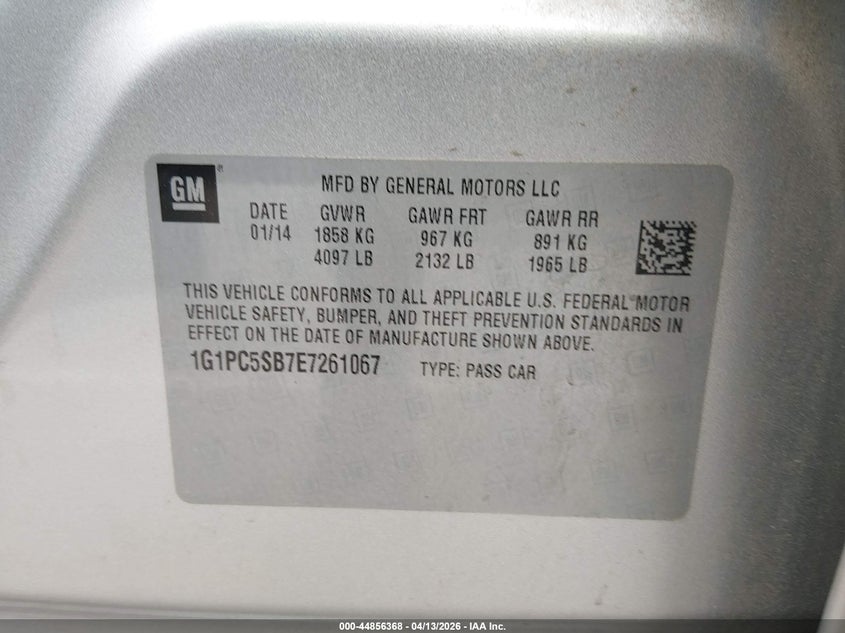 GM ®
MFD BY GENERAL MOTORS LLC
DATE GVWR GAWR FRT GAWR RR
01/14 1858 KG 967 KG 891 KG
4097 LB 2132 LB 1965 LB
THIS VEHICLE CONFORMS TO ALL APPLICABLE U.S. FEDERAL MOTOR
VEHICLE SAFETY, BUMPER, AND THEFT PREVENTION STANDARDS IN
EFFECT ON THE DATE OF MANUFACTURE SHOWN ABOVE.
1G1PC5SB7E7261067 TYPE: PASS CAR
000-44856368 | 04/13/2026 - IAA Inc.